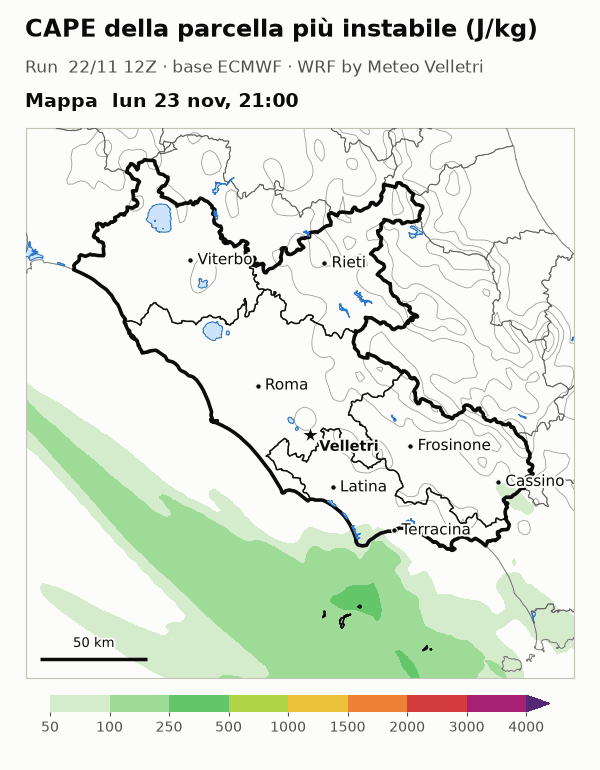 CAPE della parcella più instabile (J/kg)
Run  22/11 12Z · base ECMWF · WRF by Meteo Velletri
Mappa  lun 23 nov, 21:00
Viterbo
Rieti
Roma
Velletri
Frosinone
Latina
Cassino
Terracina
50 km
50 100 250 500 1000 1500 2000 3000 4000